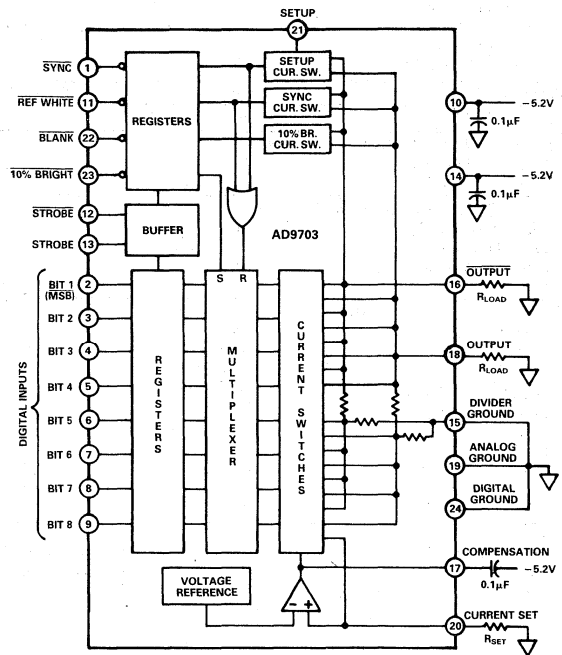 SETUP
21
SYNC
1
SETUP
CUR. SW.
REF WHITE
11
REGISTERS
SYNC
CUR. SW.
10
−5.2V
0.1µF
BLANK
22
10% BR.
CUR. SW.
10% BRIGHT
23
14
−5.2V
0.1µF
STROBE
12
BUFFER
AD9703
STROBE
13
DIGITAL INPUTS
BIT 1
(MSB)
2
BIT 2
3
BIT 3
4
BIT 4
5
BIT 5
6
BIT 6
7
BIT 7
8
BIT 8
9
REGISTERS
S R
MULTIPLEXER
CURRENT SWITCHES
OUTPUT
16
RLOAD
OUTPUT
18
RLOAD
DIVIDER
GROUND
15
ANALOG
GROUND
19
DIGITAL
GROUND
24
COMPENSATION
17
−5.2V
0.1µF
VOLTAGE
REFERENCE
− +
CURRENT SET
20
RSET